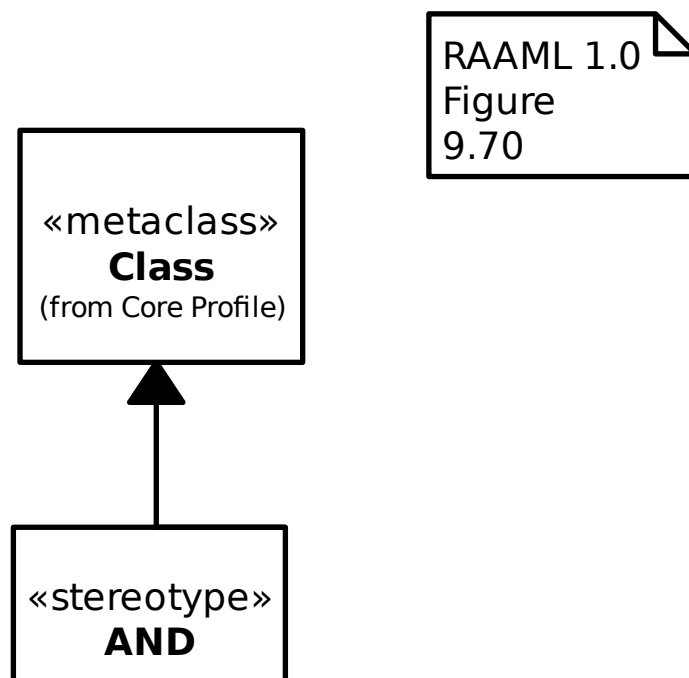 RAAML 1.0
Figure
9.70
«metaclass»
Class
(from Core Profile)
«stereotype»
AND